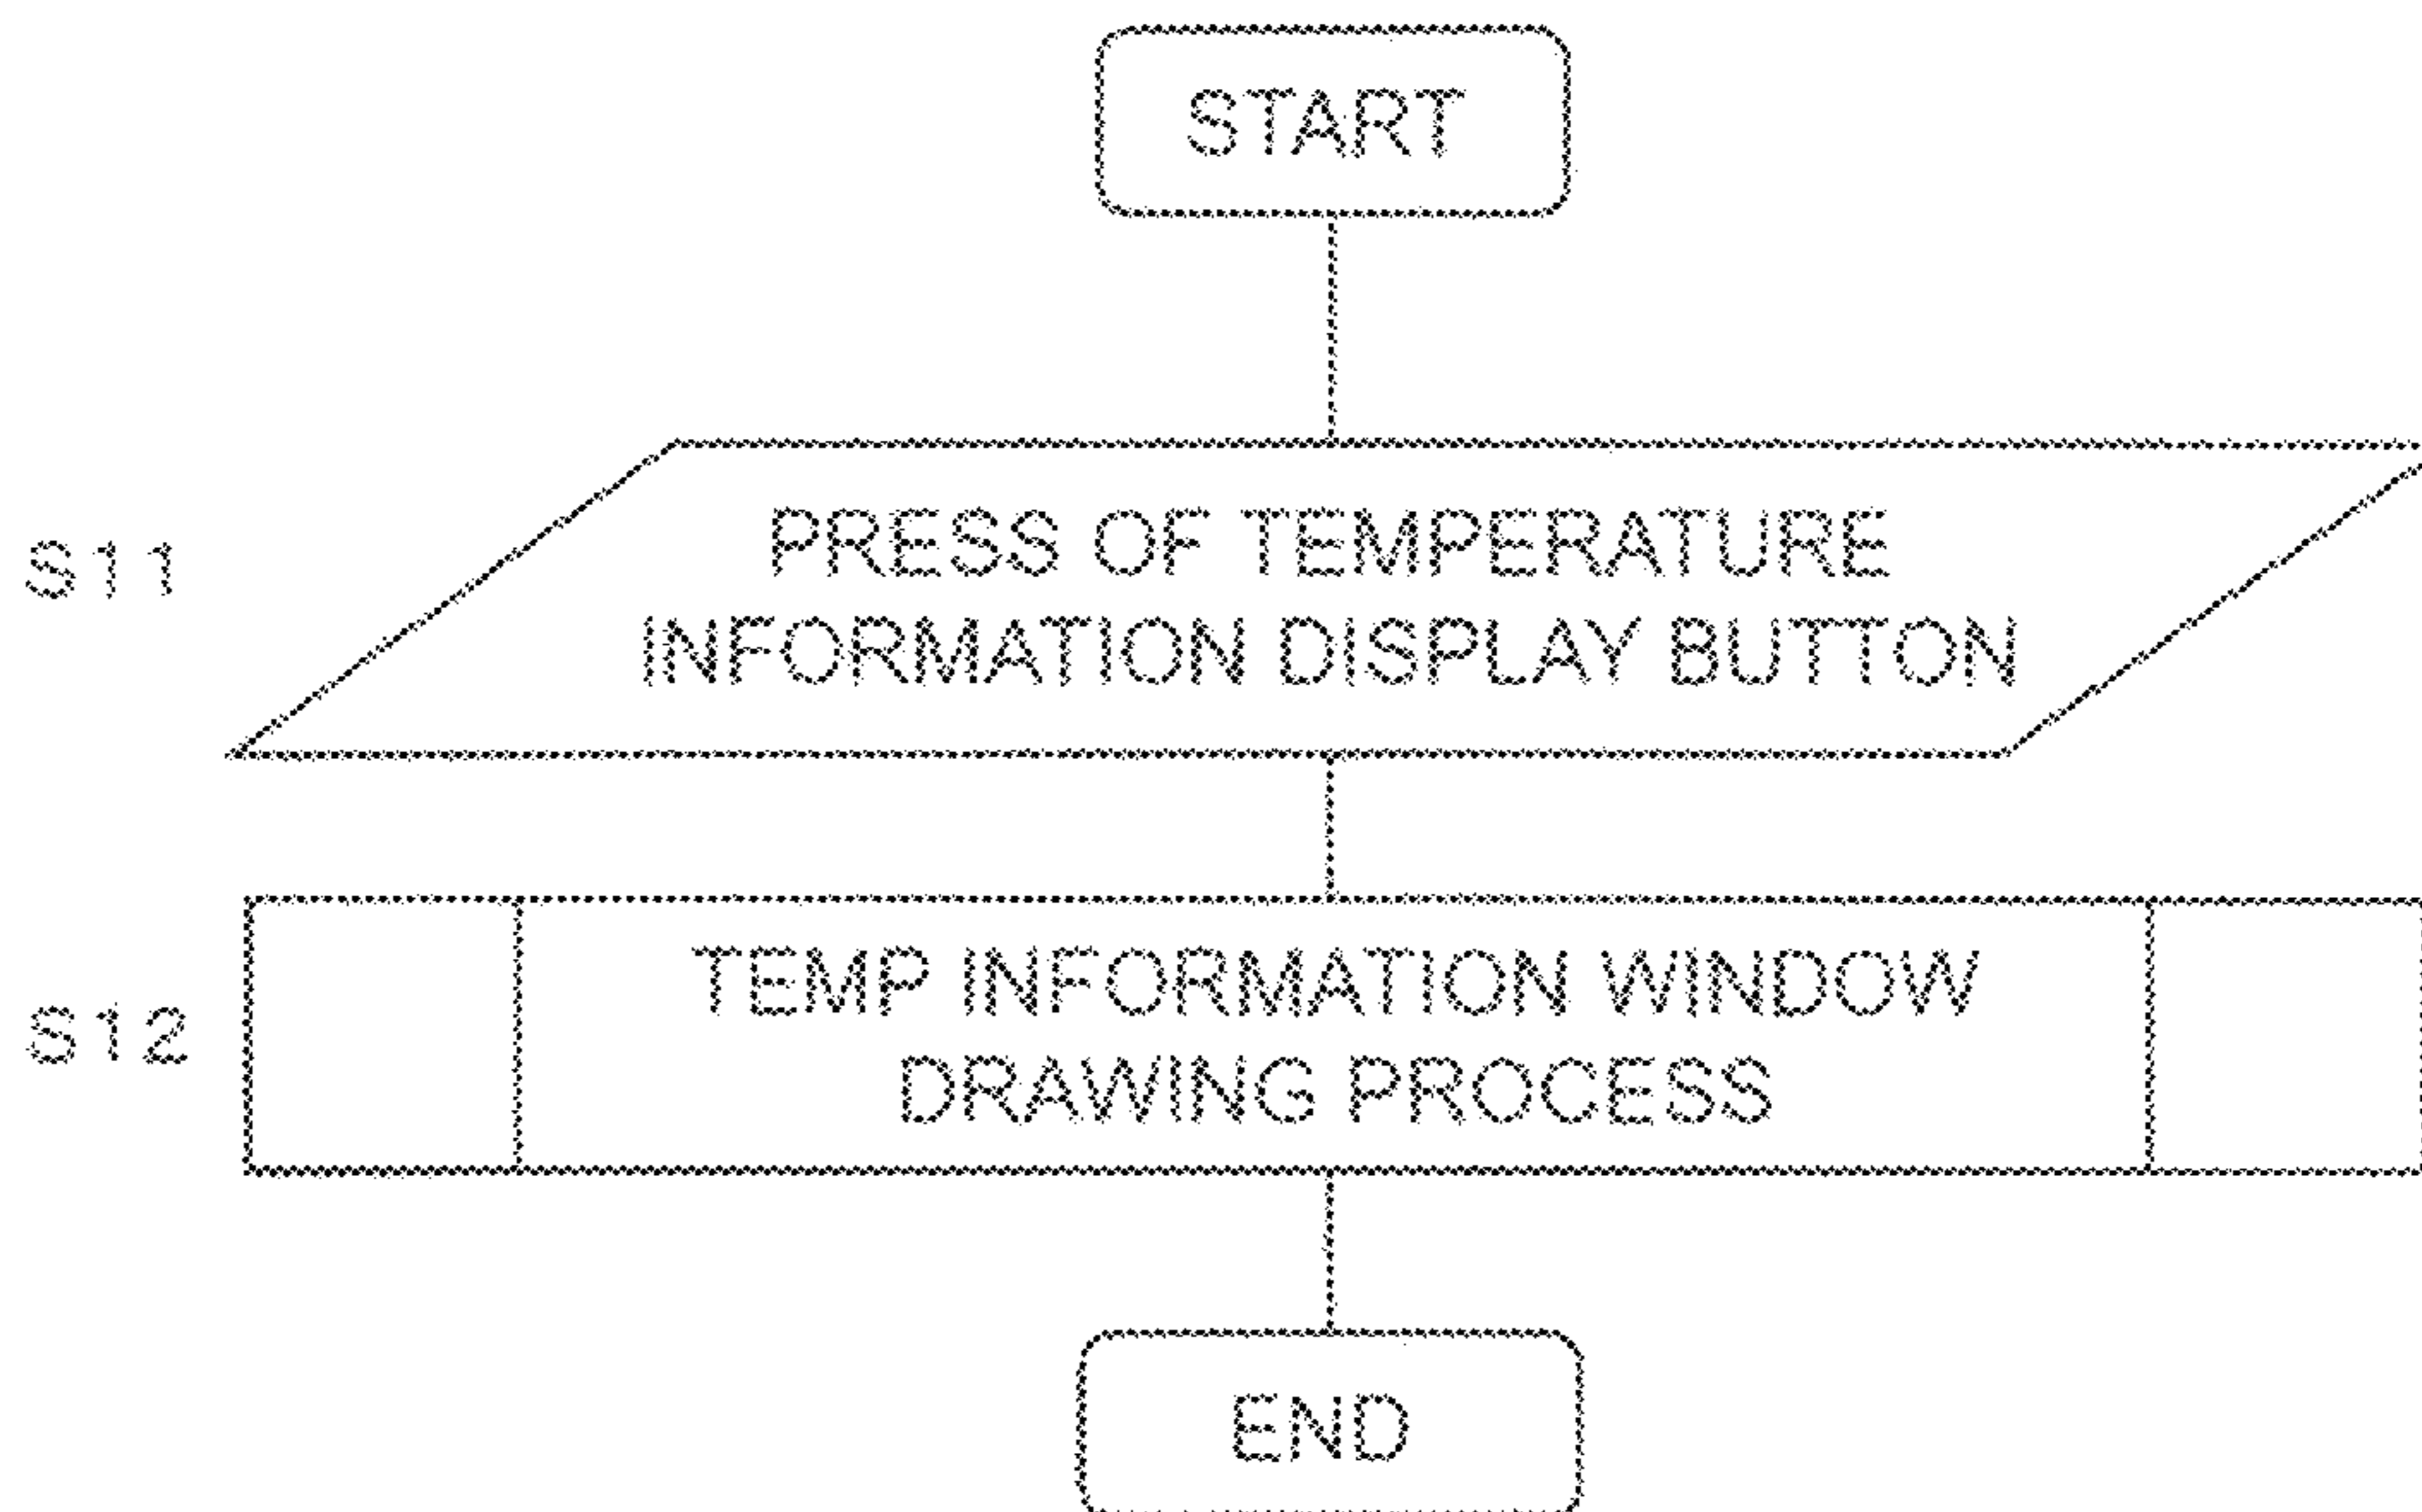 START
S11
PRESS OF TEMPERATURE
INFORMATION DISPLAY BUTTON
S12
TEMP INFORMATION WINDOW
DRAWING PROCESS
END